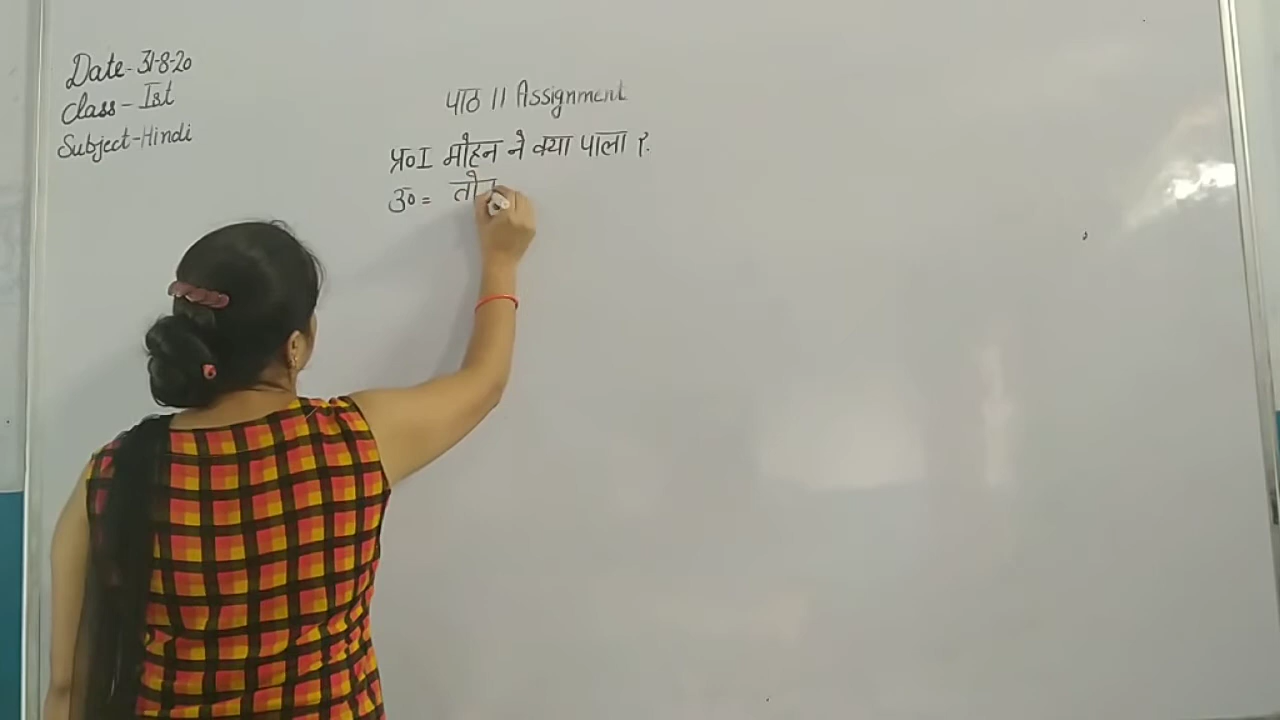 Date-31-8-20
Class-Ist
Subject-Hindi
पाठ 11 Assignment
प्र०I मोहन ने क्या पाला ?.
उ०=